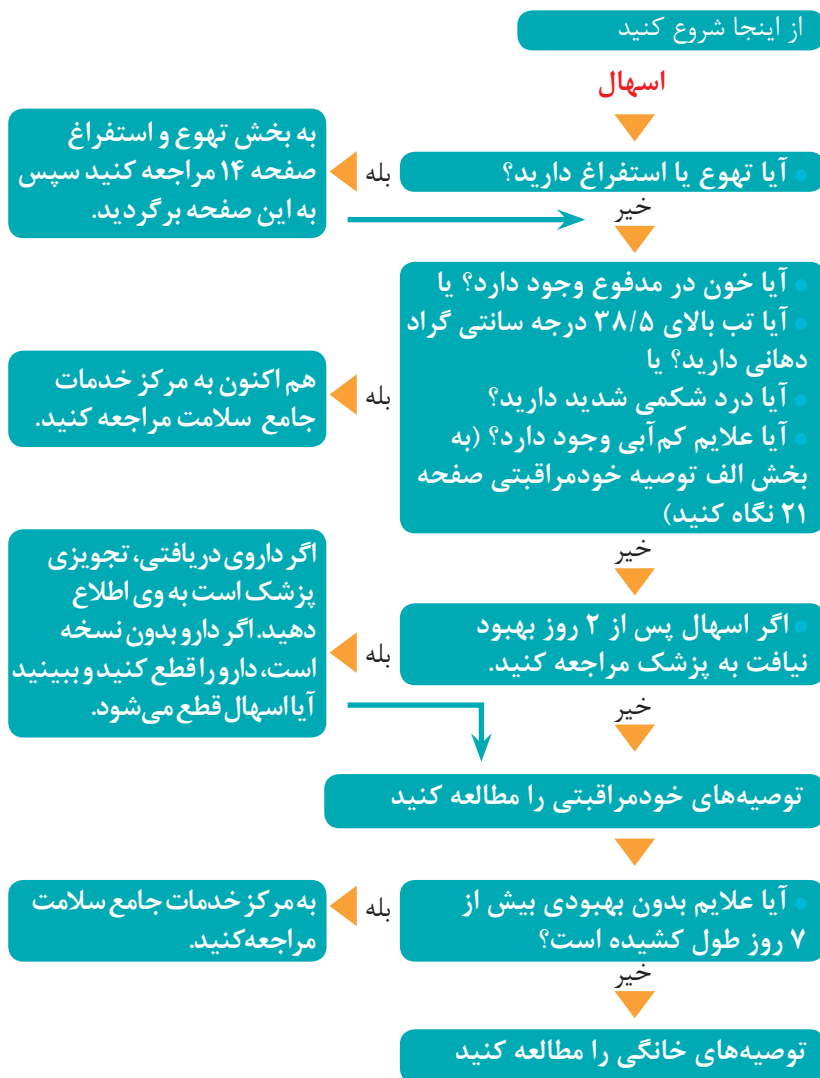 از اینجا شروع کنید
اسهال
آیا تهوع یا استفراغ دارید؟
بله
به بخش تهوع و استفراغ
صفحه ۱۴ مراجعه کنید سپس
به این صفحه برگردید.
خیر
آیا خون در مدفوع وجود دارد؟ یا
آیا تب بالای ۳۸/۵ درجه سانتی گراد
دهانی دارید؟ یا
آیا درد شکمی شدید دارید؟
آیا علایم کم‌آبی وجود دارد؟ (به
بخش الف توصیه خودمراقبتی صفحه
۲۱ نگاه کنید)
بله
هم اکنون به مرکز خدمات
جامع سلامت مراجعه کنید.
خیر
اگر اسهال پس از ۲ روز بهبود
نیافت به پزشک مراجعه کنید.
بله
اگر داروی دریافتی، تجویزی
پزشک است به وی اطلاع
دهید. اگر دارو بدون نسخه
است، دارو را قطع کنید و ببینید
آیا اسهال قطع می‌شود.
خیر
توصیه‌های خودمراقبتی را مطالعه کنید
آیا علایم بدون بهبودی بیش از
۷ روز طول کشیده است؟
بله
به مرکز خدمات جامع سلامت
مراجعه کنید.
خیر
توصیه‌های خانگی را مطالعه کنید